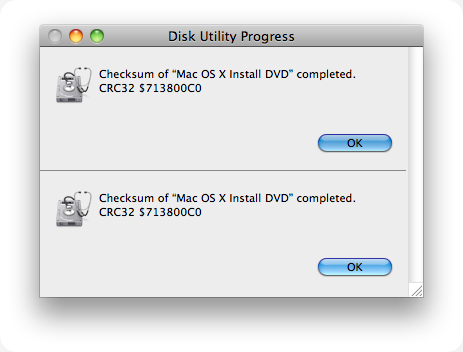 Disk Utility Progress
Checksum of “Mac OS X Install DVD” completed.
CRC32 $713800C0
OK
Checksum of “Mac OS X Install DVD” completed.
CRC32 $713800C0
OK